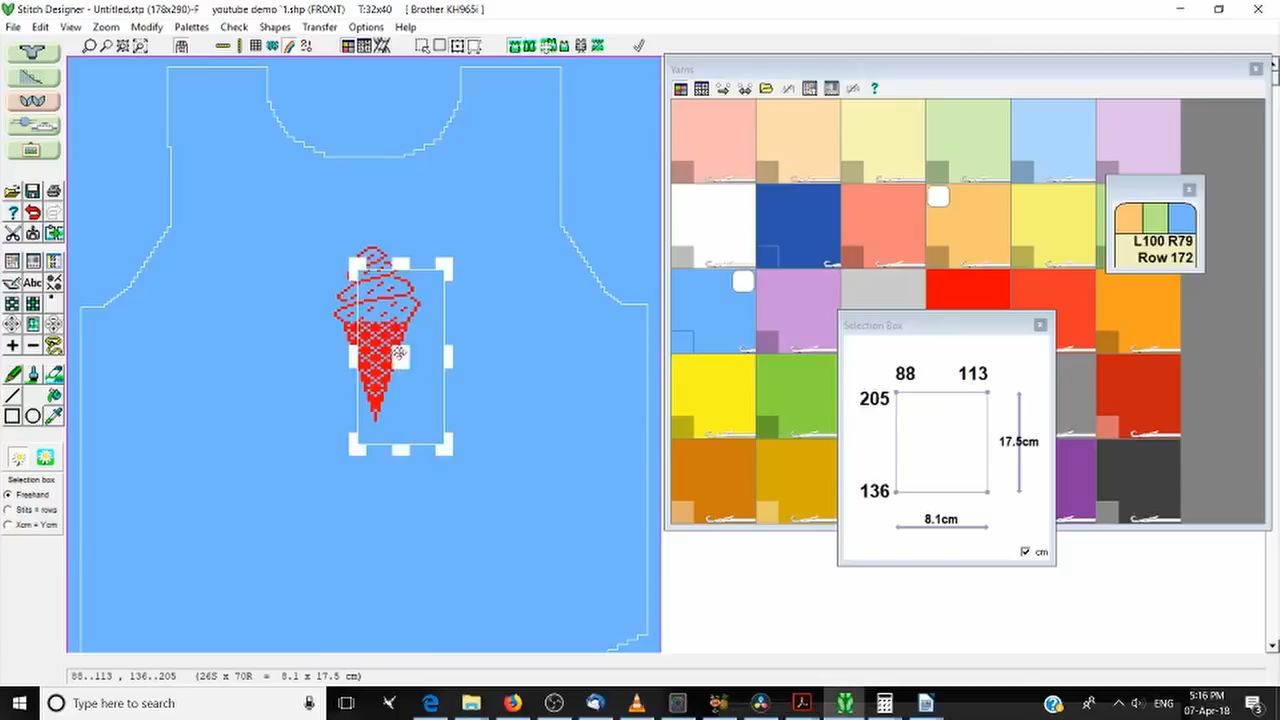 Stitch Designer - Untitled.stp (178x290)-F youtube demo `1.shp (FRONT) T:32x40 [ Brother KH965i ]
File Edit View Zoom Modify Palettes Check Shapes Transfer Options Help
Yarns
L100 R79
Row 172
Abc
Selection Box
88 113
205
17.5cm
136
8.1cm
cm
Selection box
Freehand
Stits = rows
Xcm = Ycm
88..113 , 136..205 (26S x 70R = 8.1 x 17.5 cm)
Type here to search
ENG
5:16 PM
07-Apr-18
3